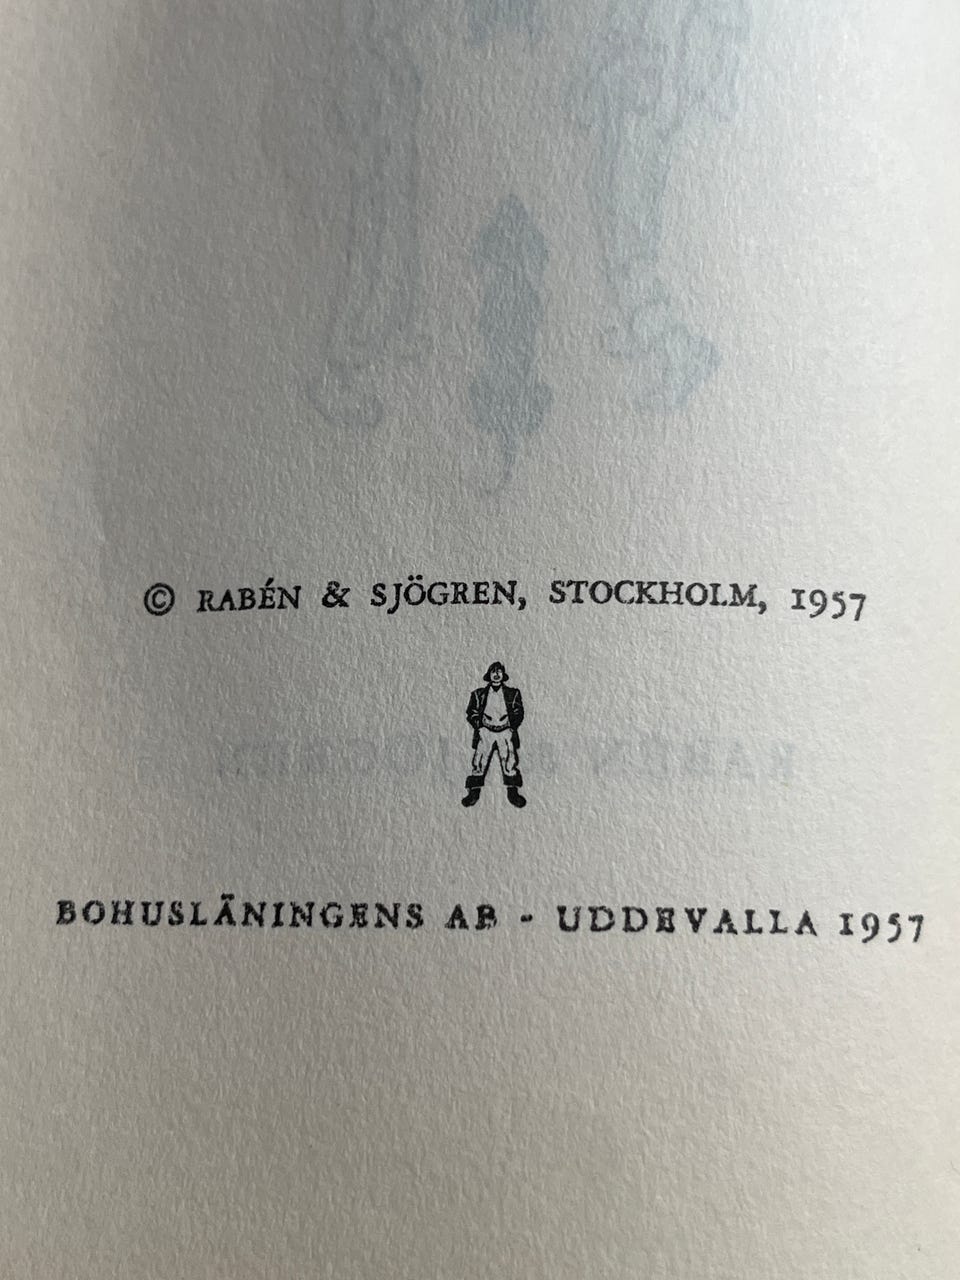 © RABÉN & SJÖGREN, STOCKHOLM, 1957
BOHUSLÄNINGENS AB - UDDEVALLA 1957